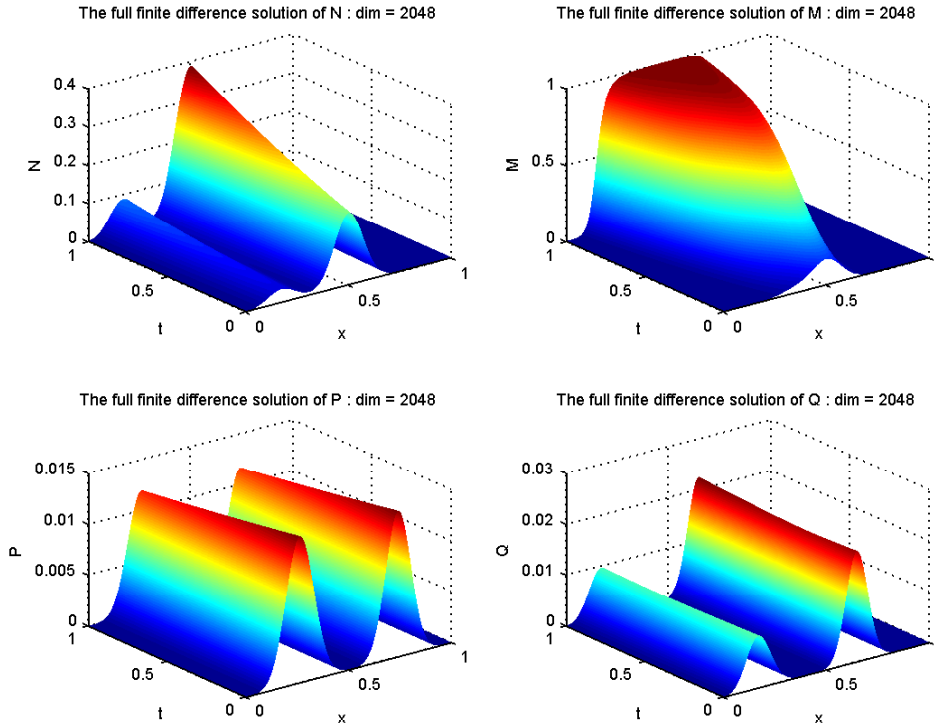 The full finite difference solution of N : dim = 2048
0.4
0.3
0.2
0.1
0
N
1
0.5
0
t
0
0.5
1
x
The full finite difference solution of M : dim = 2048
1
0.5
0
M
1
0.5
0
t
0
0.5
1
x
The full finite difference solution of P : dim = 2048
0.015
0.01
0.005
0
P
1
0.5
0
t
0
0.5
1
x
The full finite difference solution of Q : dim = 2048
0.03
0.02
0.01
0
Q
1
0.5
0
t
0
0.5
1
x